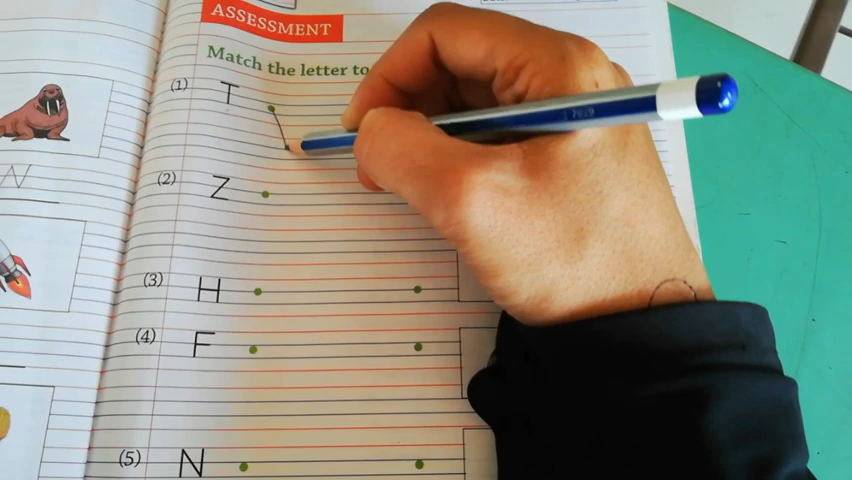 ASSESSMENT
Match the letter to
(1) T
(2) Z
(3) H
(4) F
(5) N
W